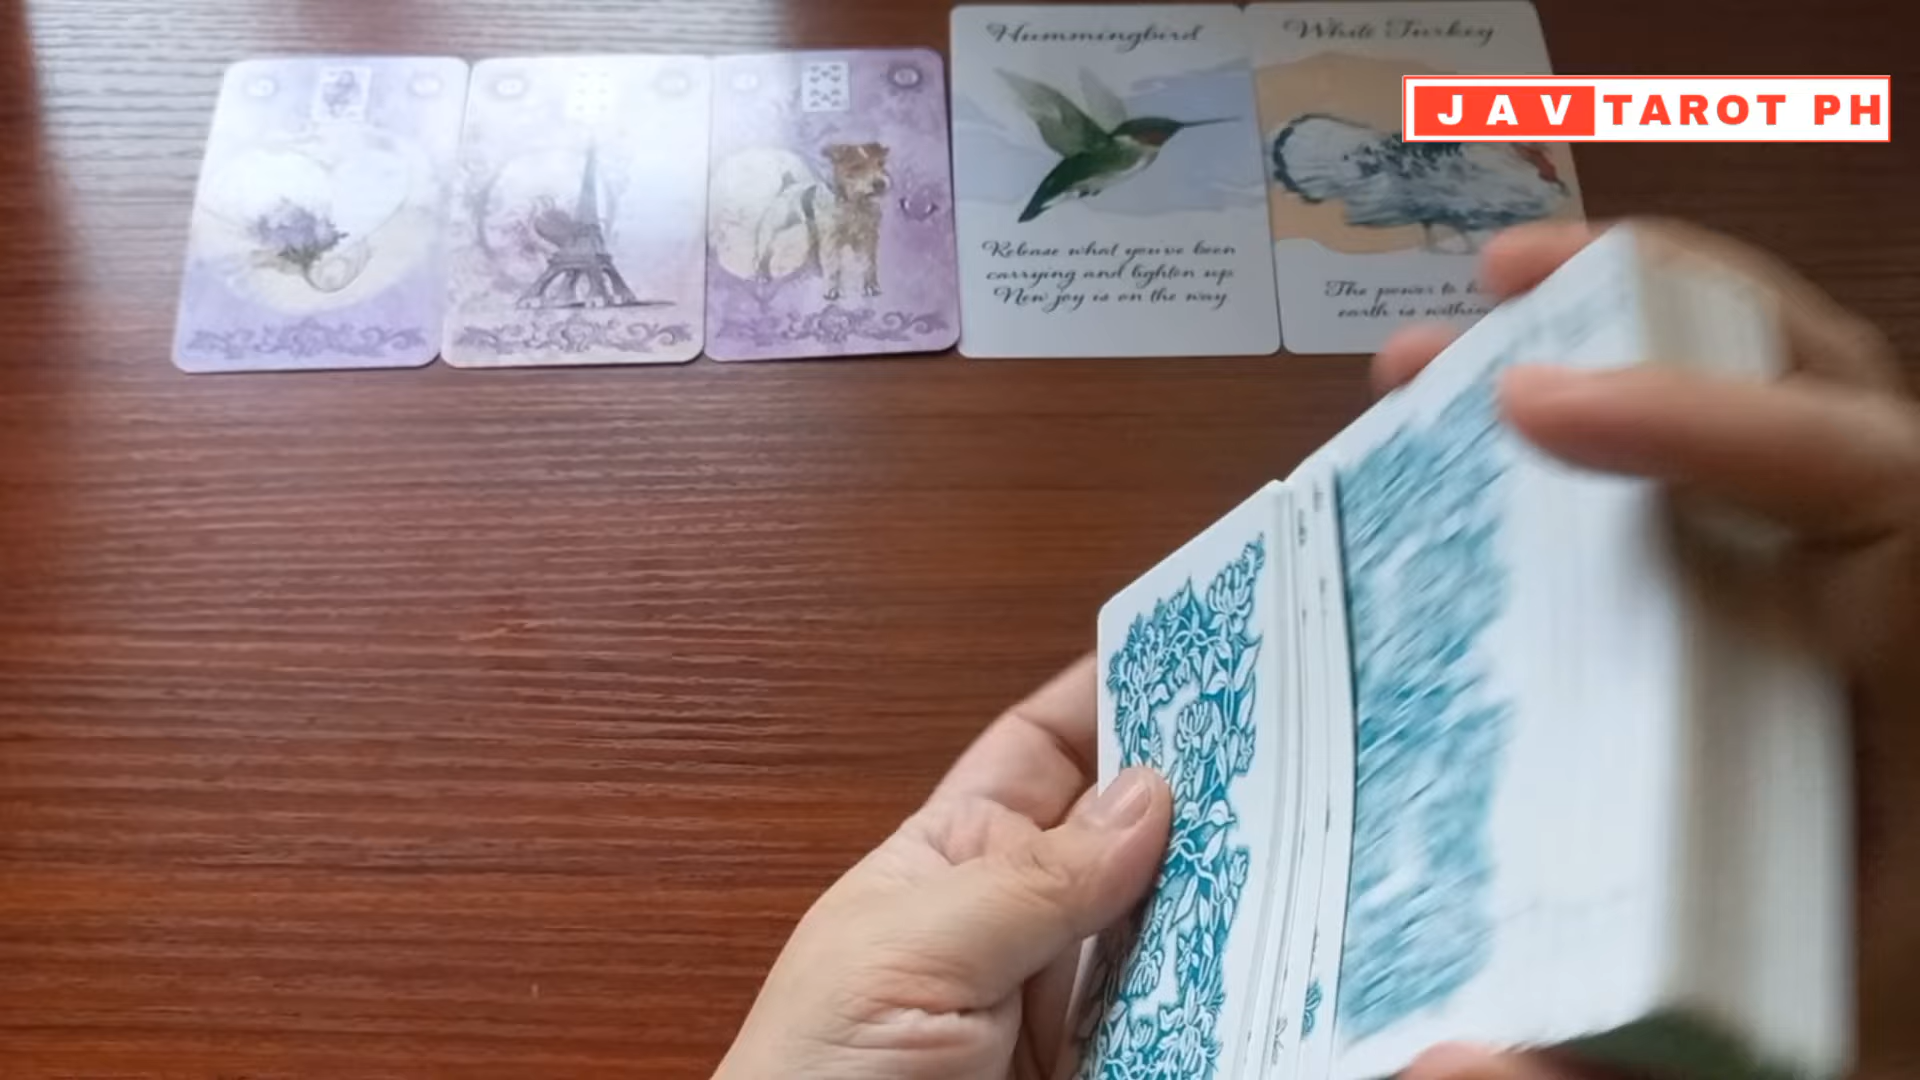 Hummingbird
White Turkey
JAV TAROT PH
Release what you've been
carrying and lighten up.
New joy is on the way.
The power to
earth is within